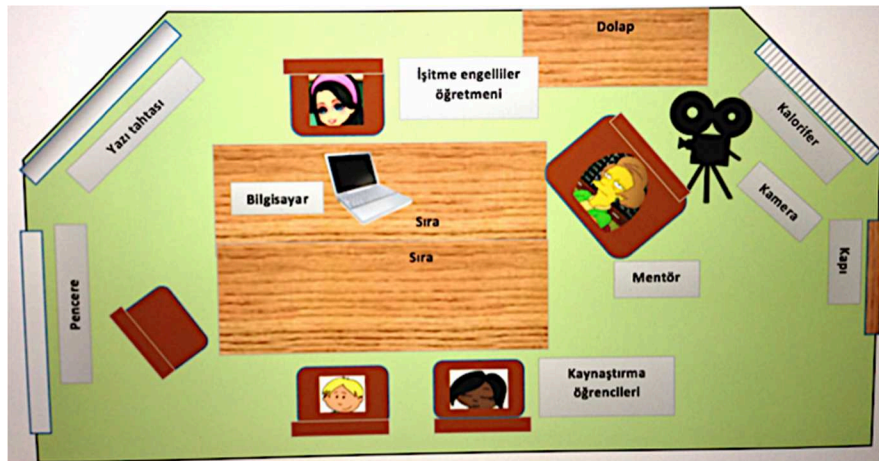 Dolap
İşitme engelliler
öğretmeni
Yazı tahtası
Kalorifer
Bilgisayar
Kamera
Sıra
Sıra
Kapı
Mentör
Pencere
Kaynaştırma
öğrencileri